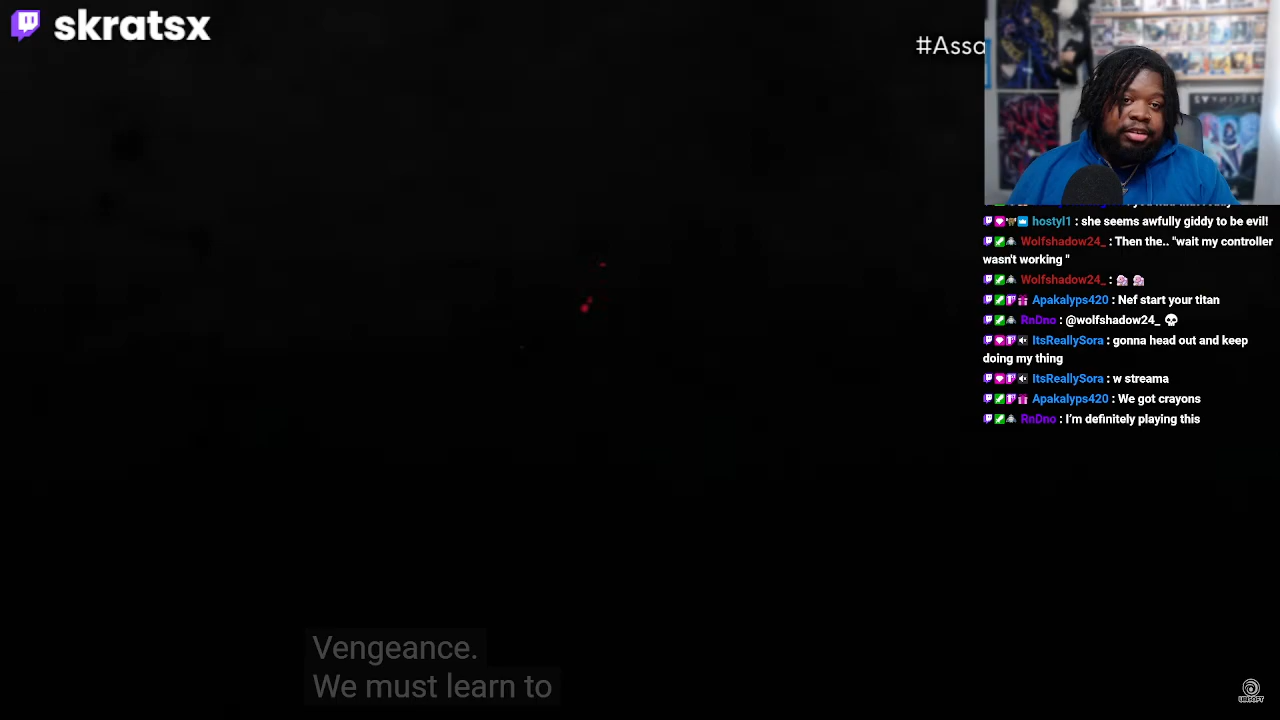 skratsx
#Assa
hostyl1 : she seems awfully giddy to be evil!
Wolfshadow24_ : Then the.. "wait my controller
wasn't working "
Wolfshadow24_ :
Apakalyps420 : Nef start your titan
RnDno : @wolfshadow24_
ItsReallySora : gonna head out and keep
doing my thing
ItsReallySora : w streama
Apakalyps420 : We got crayons
RnDno : I'm definitely playing this
Vengeance.
We must learn to
UBISOFT